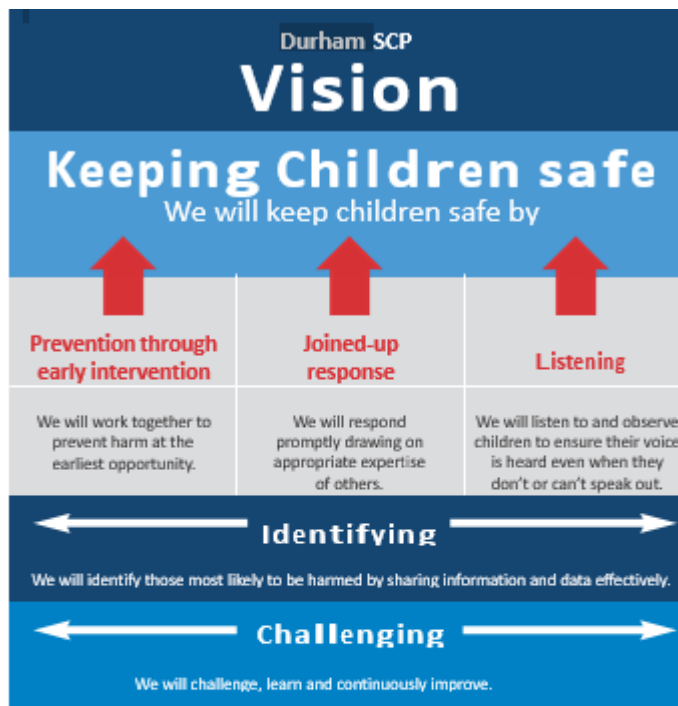 Durham SCP
Vision
Keeping Children safe
We will keep children safe by
Prevention through
early intervention
Joined-up
response
Listening
We will work together to
prevent harm at the
earliest opportunity.
We will respond
promptly drawing on
appropriate expertise
of others.
We will listen to and observe
children to ensure their voice
is heard even when they
don't or can't speak out.
Identifying
We will identify those most likely to be harmed by sharing information and data effectively.
Challenging
We will challenge, learn and continuously improve.